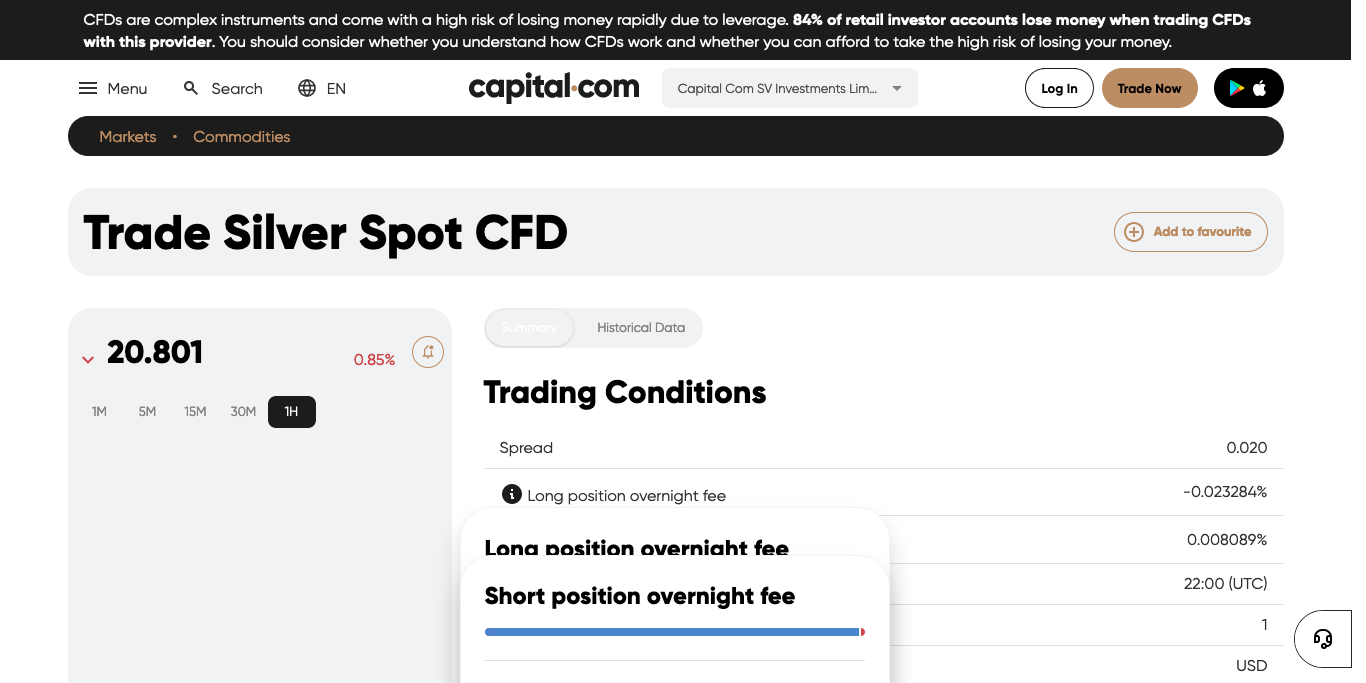 CFDs are complex instruments and come with a high risk of losing money rapidly due to leverage. 84% of retail investor accounts lose money when trading CFDs
with this provider. You should consider whether you understand how CFDs work and whether you can afford to take the high risk of losing your money.
Menu
Search
EN
capital.com
Capital Com SV Investments Lim...
Log In
Trade Now
Markets • Commodities
Trade Silver Spot CFD
Add to favourite
20.801
0.85%
1M 5M 15M 30M 1H
Summary
Historical Data
Trading Conditions
Spread 0.020
Long position overnight fee -0.023284%
Long position overnight fee
0.008089%
Short position overnight fee
22:00 (UTC)
1
USD